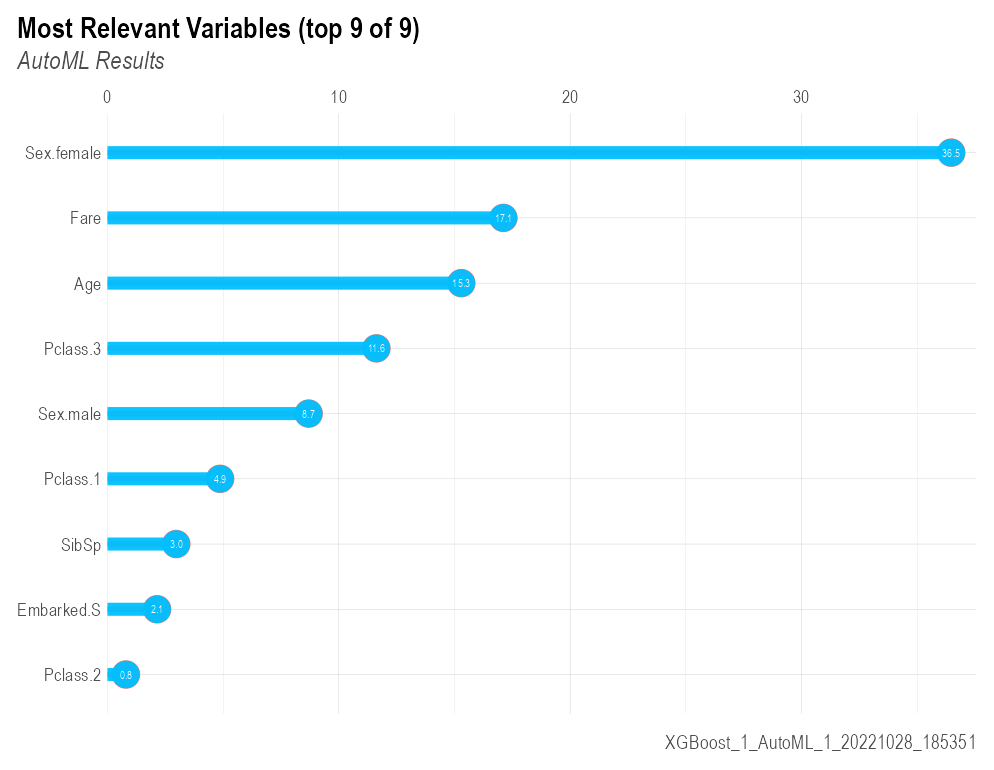 Most Relevant Variables (top 9 of 9)
AutoML Results
0 10 20 30
Sex.female 36.5
Fare 17.1
Age 15.3
Pclass.3 11.6
Sex.male 8.7
Pclass.1 4.9
SibSp 3.0
Embarked.S 2.1
Pclass.2 0.8
XGBoost_1_AutoML_1_20221028_185351